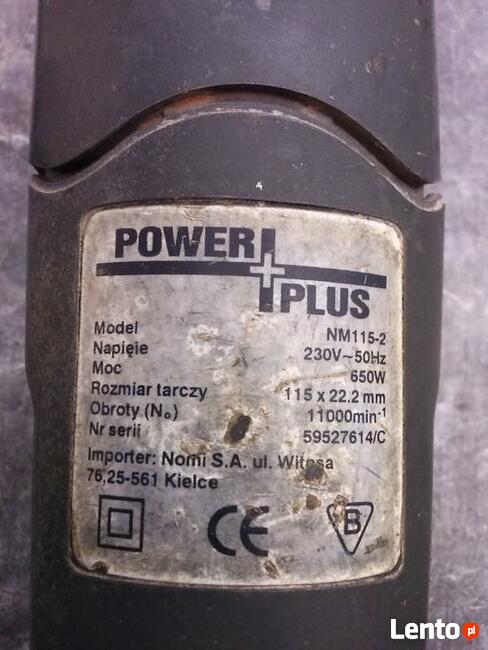 POWER
PLUS
Model NM115-2
Napięie 230V~50Hz
Moc 650W
Rozmiar tarczy 115 x 22.2 mm
Obroty (Nₒ) 11000min⁻¹
Nr serii 59527614/C
Importer: Nomi S.A. ul. Witosa
76,25-561 Kielce
CE B
Lento.pl